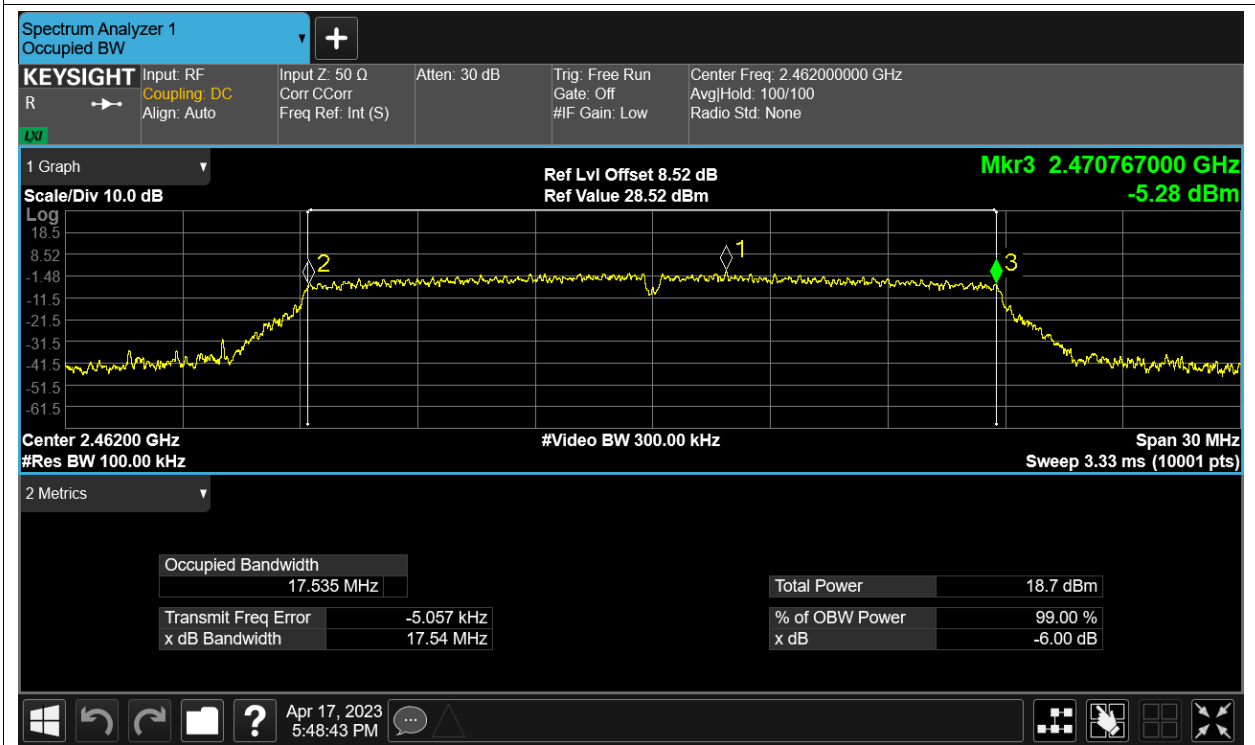 Spectrum Analyzer 1
Occupied BW
+
KEYSIGHT
R
LXI
Input: RF
Coupling: DC
Align: Auto
Input Z: 50 Ω
Corr CCorr
Freq Ref: Int (S)
Atten: 30 dB
Trig: Free Run
Gate: Off
#IF Gain: Low
Center Freq: 2.462000000 GHz
Avg|Hold: 100/100
Radio Std: None
1 Graph
Scale/Div 10.0 dB
Ref Lvl Offset 8.52 dB
Ref Value 28.52 dBm
Mkr3 2.470767000 GHz
-5.28 dBm
Log
18.5
8.52
-1.48
-11.5
-21.5
-31.5
-41.5
-51.5
-61.5
2
1
3
Center 2.46200 GHz
#Res BW 100.00 kHz
#Video BW 300.00 kHz
Span 30 MHz
Sweep 3.33 ms (10001 pts)
2 Metrics
Occupied Bandwidth
17.535 MHz
Transmit Freq Error -5.057 kHz
x dB Bandwidth 17.54 MHz
Total Power 18.7 dBm
% of OBW Power 99.00 %
x dB -6.00 dB
?
Apr 17, 2023
5:48:43 PM